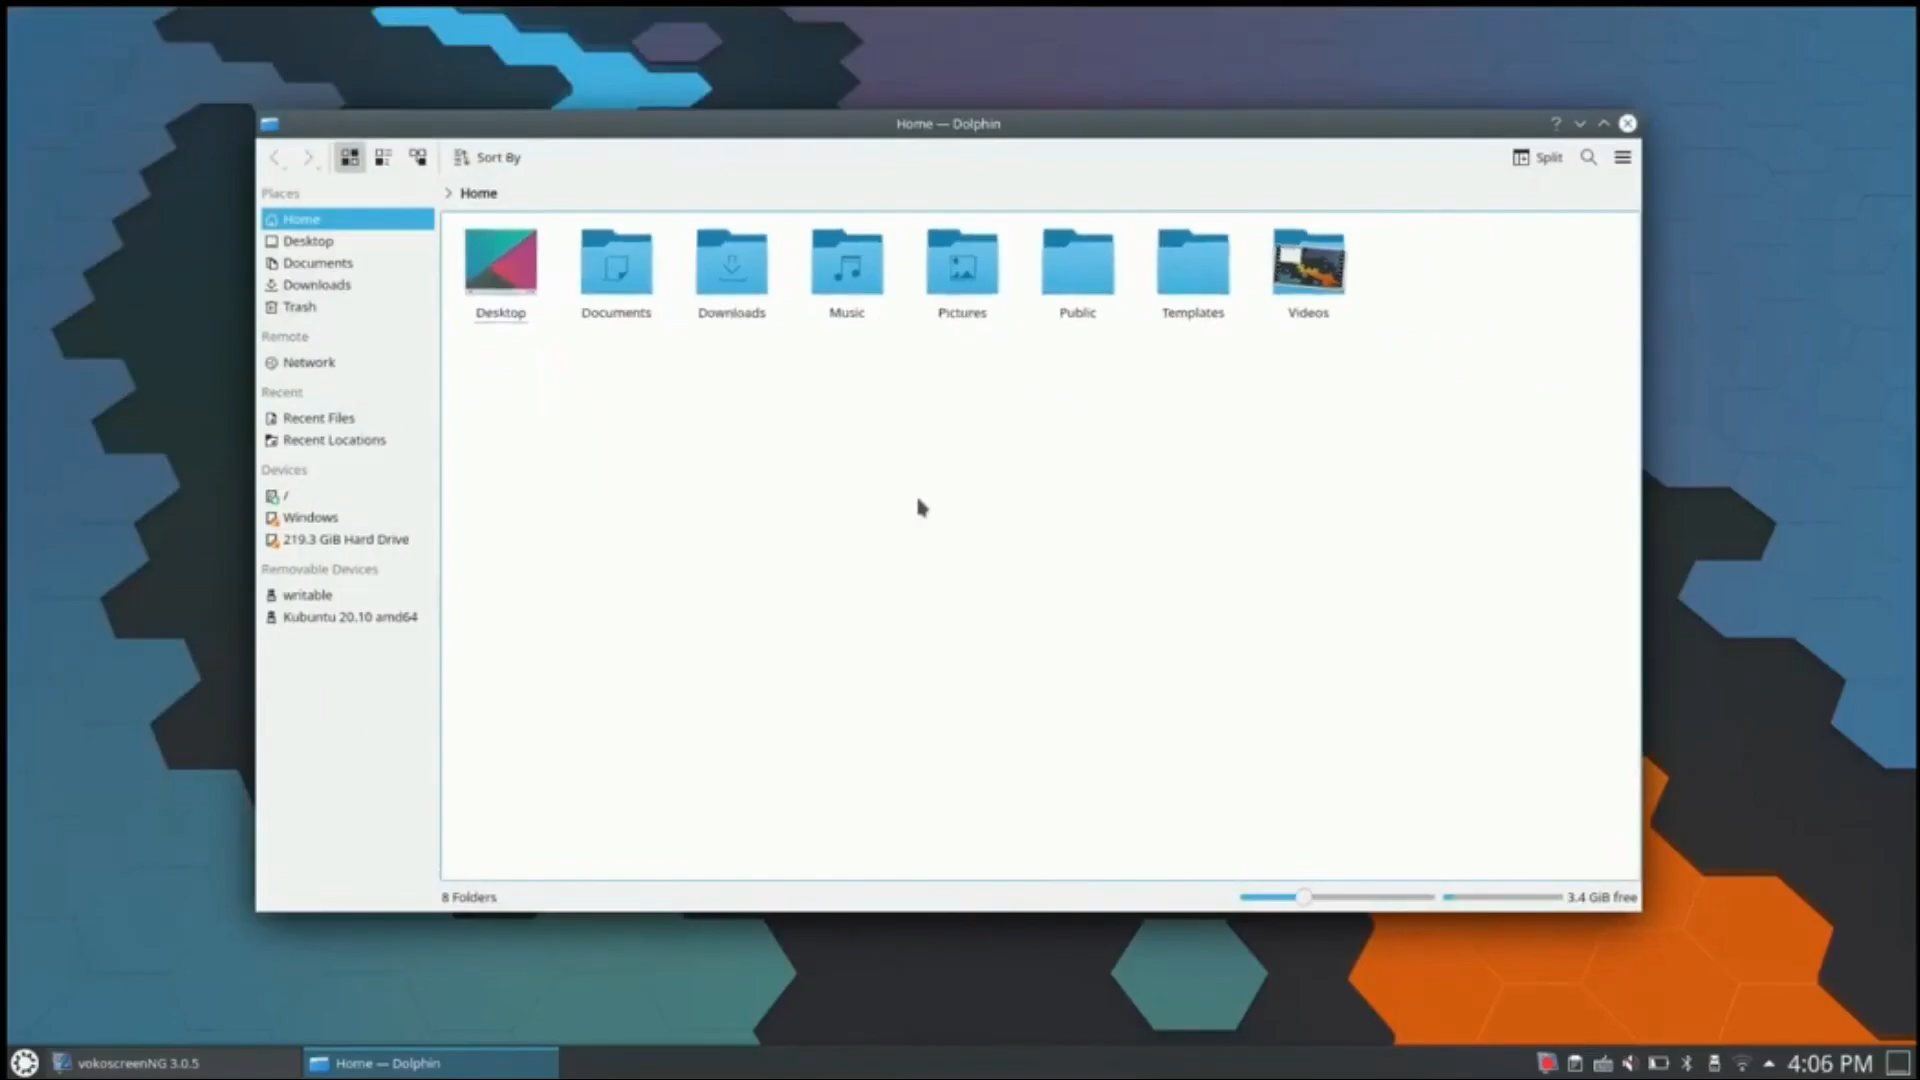 Home — Dolphin
Sort By
Split
Places
Home
Home
Desktop
Documents
Downloads
Trash
Remote
Network
Recent
Recent Files
Recent Locations
Devices
/
Windows
219.3 GiB Hard Drive
Removable Devices
writable
Kubuntu 20.10 amd64
Desktop
Documents
Downloads
Music
Pictures
Public
Templates
Videos
8 Folders
3.4 GiB free
vokoscreenNG 3.0.5
Home — Dolphin
4:06 PM